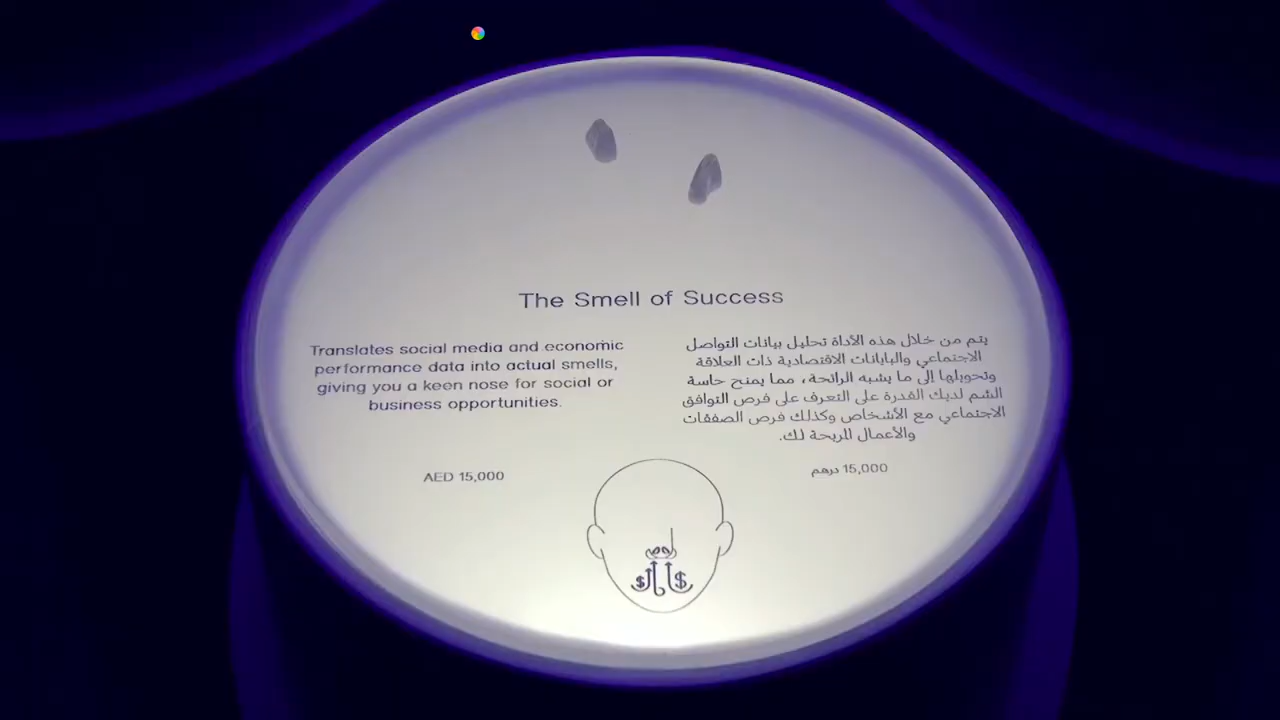 The Smell of Success
Translates social media and economic
performance data into actual smells,
giving you a keen nose for social or
business opportunities.
AED 15,000
يتم من خلال هذه الأداة تحليل بيانات التواصل
الاجتماعي والبايانات الاقتصادية ذات العلاقة
وتحويلها إلى ما يشبه الرائحة، مما يمنح حاسة
الشم لديك القدرة على التعرف على فرص التوافق
الاجتماعي مع الأشخاص وكذلك فرص الصفقات
والأعمال المربحة لك.
15,000 درهم
$ $